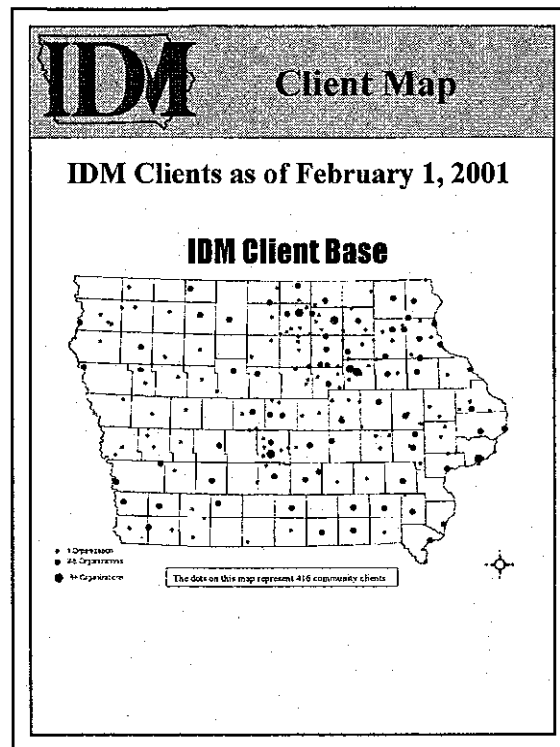 IDM
Client Map
IDM Clients as of February 1, 2001
IDM Client Base
1 Organization
Organizations
Organizations
The dots on this map represent 416 community clients